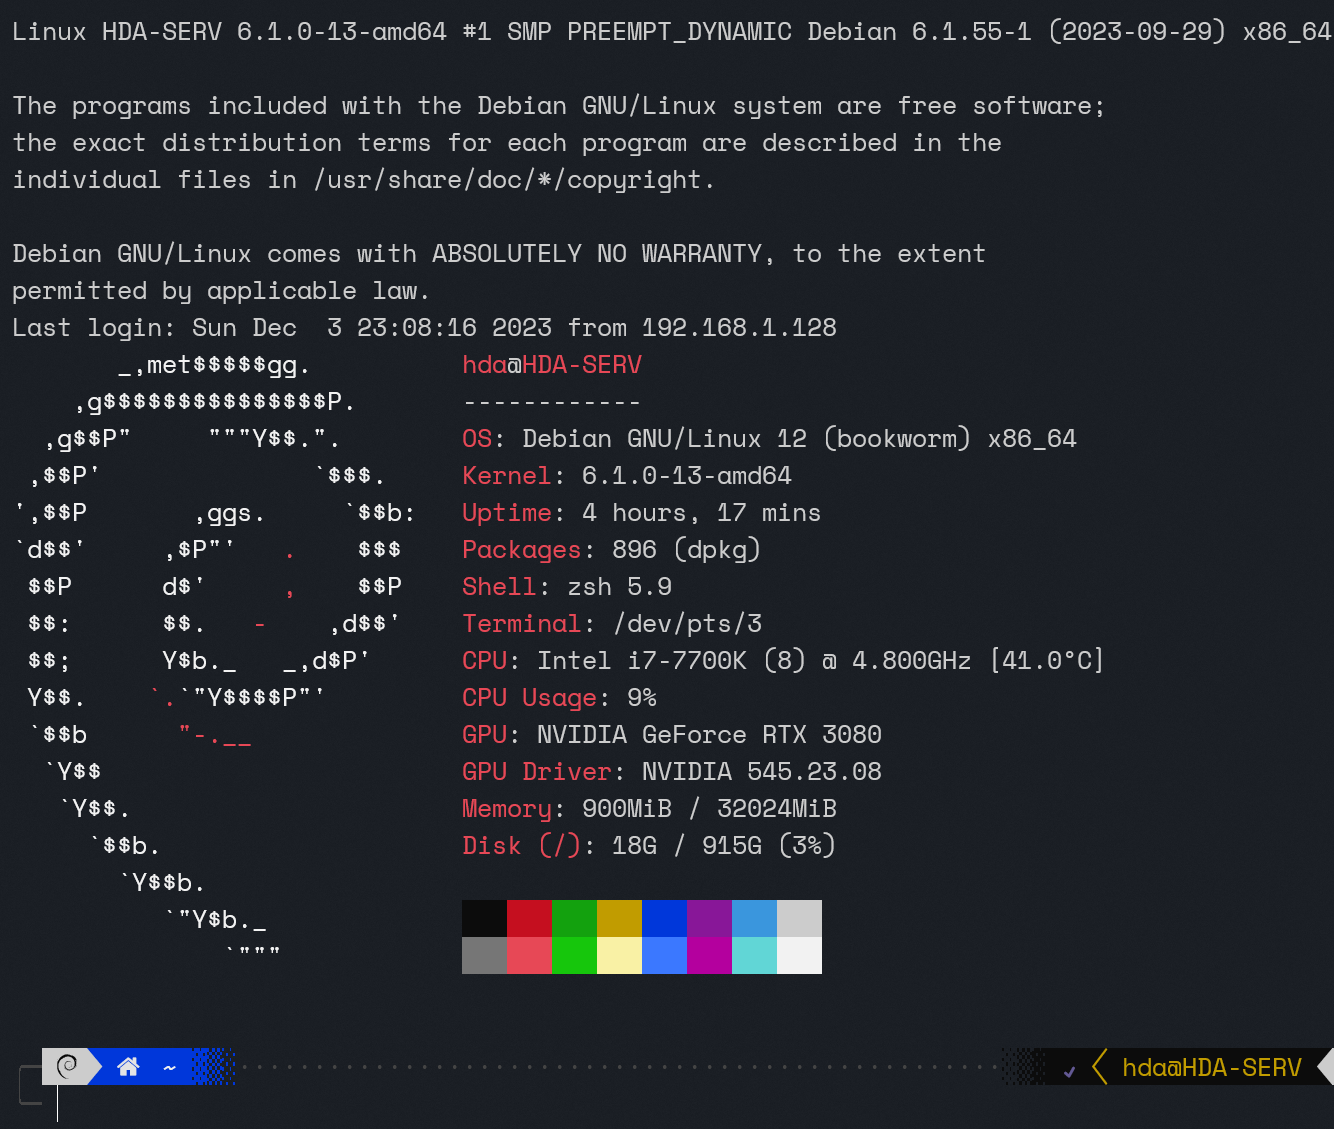 Linux HDA-SERV 6.1.0-13-amd64 #1 SMP PREEMPT_DYNAMIC Debian 6.1.55-1 (2023-09-29) x86_64
The programs included with the Debian GNU/Linux system are free software;
the exact distribution terms for each program are described in the
individual files in /usr/share/doc/*/copyright.
Debian GNU/Linux comes with ABSOLUTELY NO WARRANTY, to the extent
permitted by applicable law.
Last login: Sun Dec  3 23:08:16 2023 from 192.168.1.128
       _,met$$$$$gg.          hda@HDA-SERV
    ,g$$$$$$$$$$$$$$$P.       ------------
  ,g$$P"     """Y$$.".        OS: Debian GNU/Linux 12 (bookworm) x86_64
 ,$$P'              `$$$.     Kernel: 6.1.0-13-amd64
',$$P       ,ggs.     `$$b:   Uptime: 4 hours, 17 mins
`d$$'     ,$P"'   .    $$$    Packages: 896 (dpkg)
 $$P      d$'     ,    $$P    Shell: zsh 5.9
 $$:      $$.   -    ,d$$'    Terminal: /dev/pts/3
 $$;      Y$b._   _,d$P'      CPU: Intel i7-7700K (8) @ 4.800GHz [41.0°C]
 Y$$.    `.`"Y$$$$P"'         CPU Usage: 9%
 `$$b      "-.__              GPU: NVIDIA GeForce RTX 3080
  `Y$$                        GPU Driver: NVIDIA 545.23.08
   `Y$$.                      Memory: 900MiB / 32024MiB
     `$$b.                    Disk (/): 18G / 915G (3%)
       `Y$$b.
          `"Y$b._
              `"""
~ hda@HDA-SERV